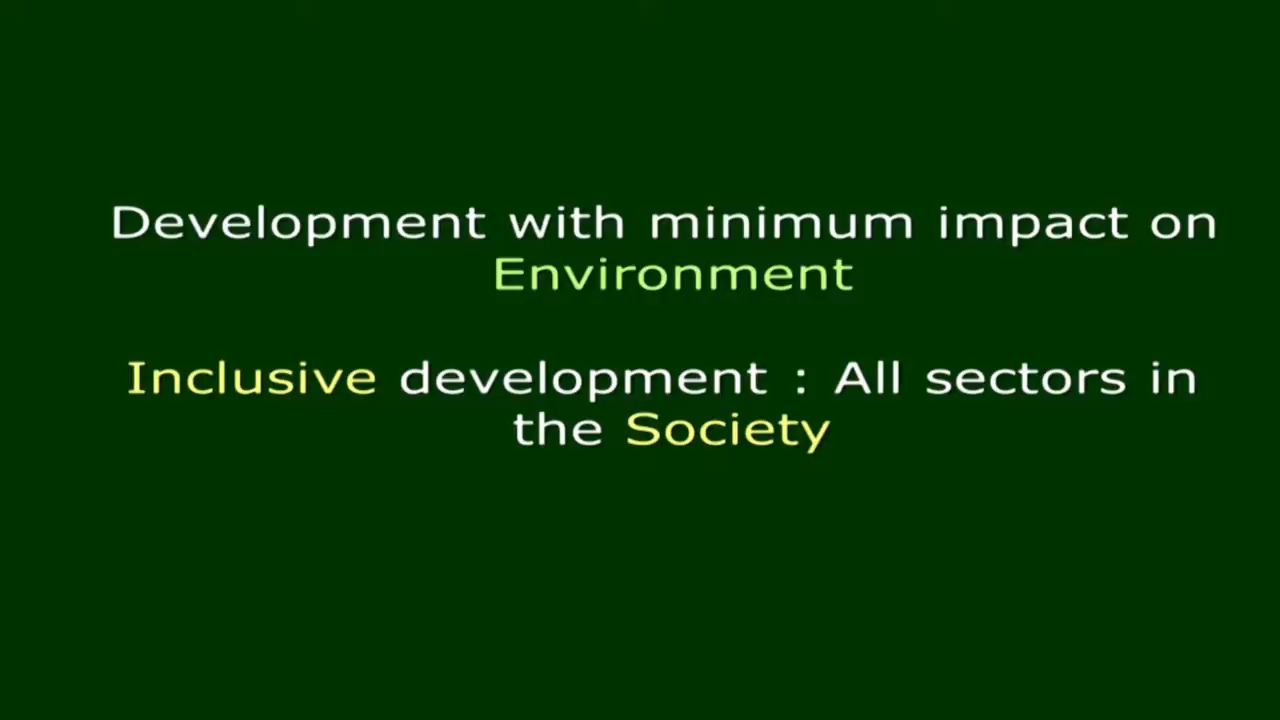 Development with minimum impact on
Environment
Inclusive development : All sectors in
the Society